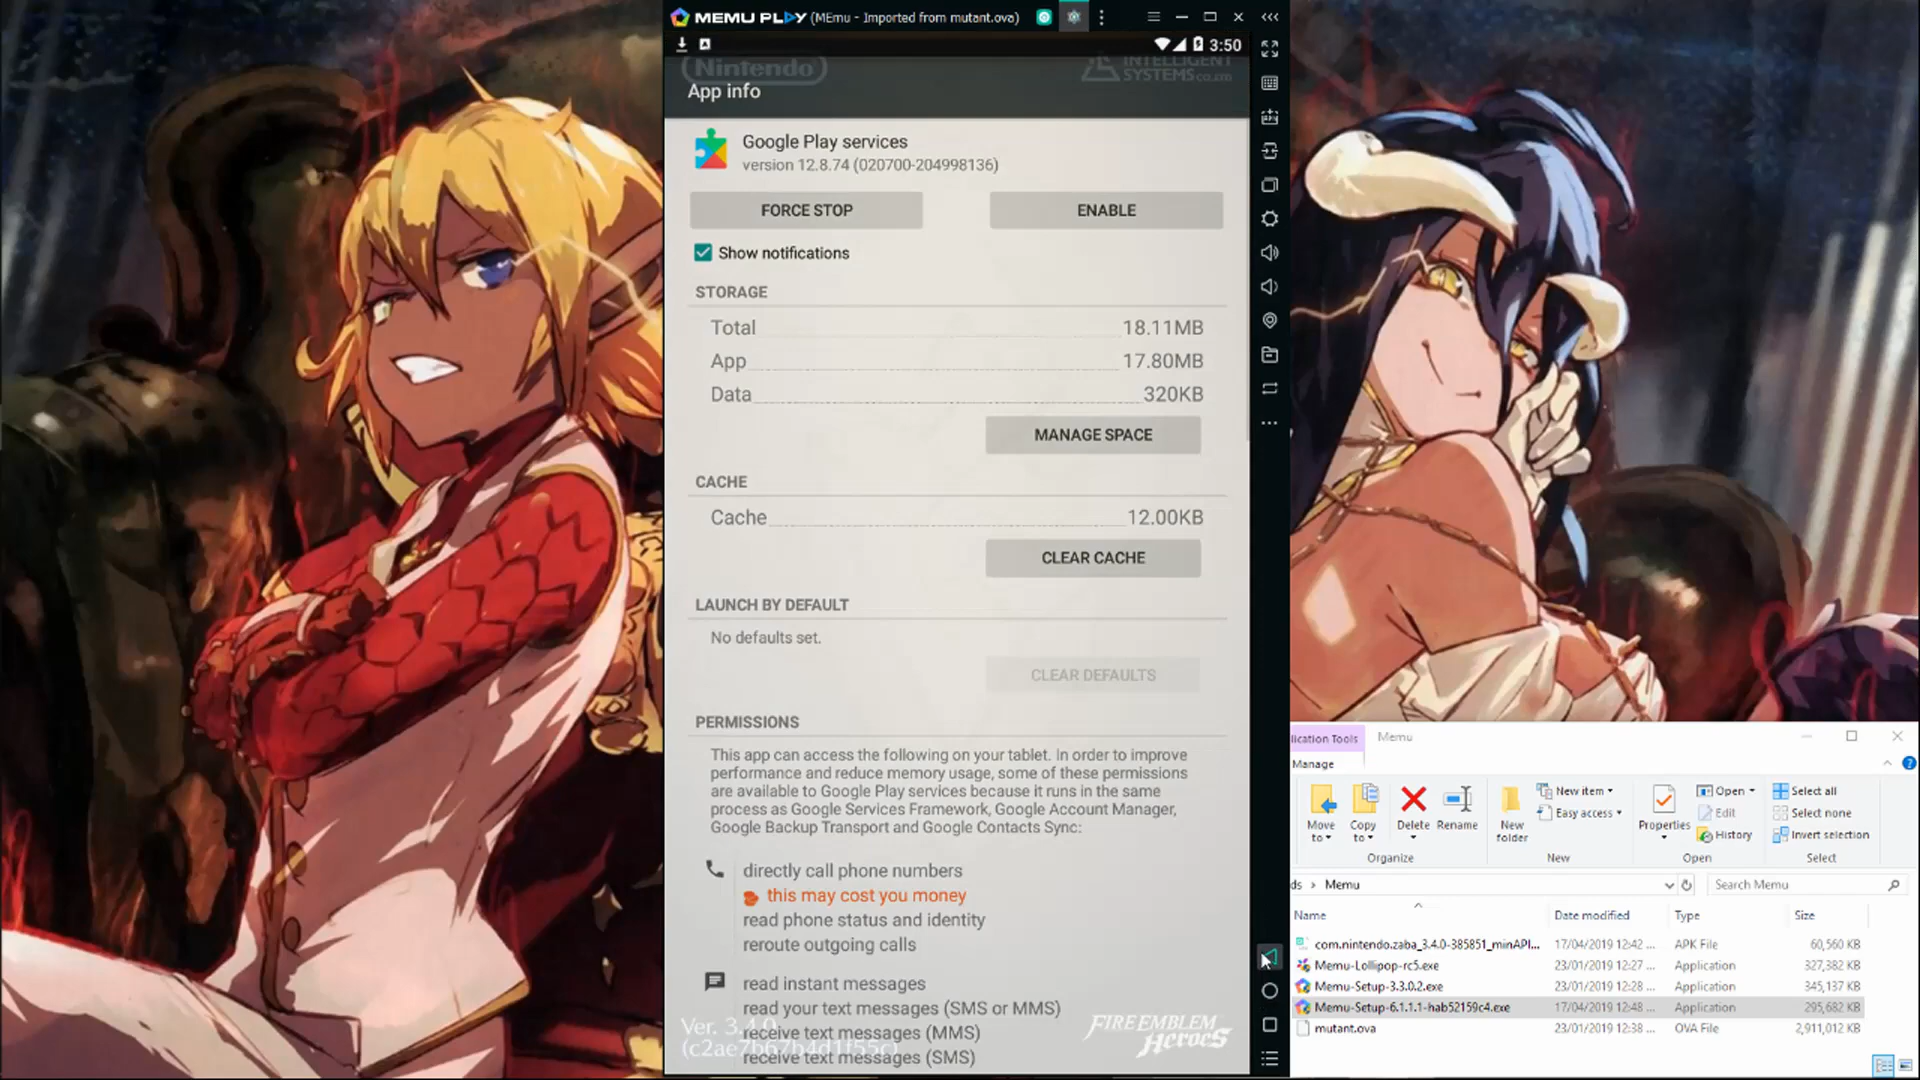 MEMU PLAY (MEmu - Imported from mutant.ova)
3:50
Nintendo
INTELLIGENT
SYSTEMS CO.,LTD
App info
Google Play services
version 12.8.74 (020700-204998136)
FORCE STOP
ENABLE
Show notifications
STORAGE
Total
18.11MB
App
17.80MB
Data
320KB
MANAGE SPACE
CACHE
Cache
12.00KB
CLEAR CACHE
LAUNCH BY DEFAULT
No defaults set.
CLEAR DEFAULTS
PERMISSIONS
This app can access the following on your tablet. In order to improve
performance and reduce memory usage, some of these permissions
are available to Google Play services because it runs in the same
process as Google Services Framework, Google Account Manager,
Google Backup Transport and Google Contacts Sync:
directly call phone numbers
this may cost you money
read phone status and identity
reroute outgoing calls
read instant messages
read your text messages (SMS or MMS)
receive text messages (MMS)
receive text messages (SMS)
Ver. 3.4.0
FIRE EMBLEM
Heroes
lication Tools
Memu
Manage
Move to
Copy to
Delete
Rename
New folder
New item
Easy access
Properties
Open
Edit
History
Select all
Select none
Invert selection
Organize
New
Open
Select
ds › Memu
Search Memu
Name
Date modified
Type
Size
com.nintendo.zaba_3.4.0-385851_minAPI...
17/04/2019 12:42 ...
APK File
60,560 KB
Memu-Lollipop-rc5.exe
23/01/2019 12:27 ...
Application
327,382 KB
Memu-Setup-3.3.0.2.exe
23/01/2019 12:28 ...
Application
345,137 KB
Memu-Setup-6.1.1.1-hab52159c4.exe
17/04/2019 12:48 ...
Application
295,682 KB
mutant.ova
23/01/2019 12:38 ...
OVA File
2,911,012 KB